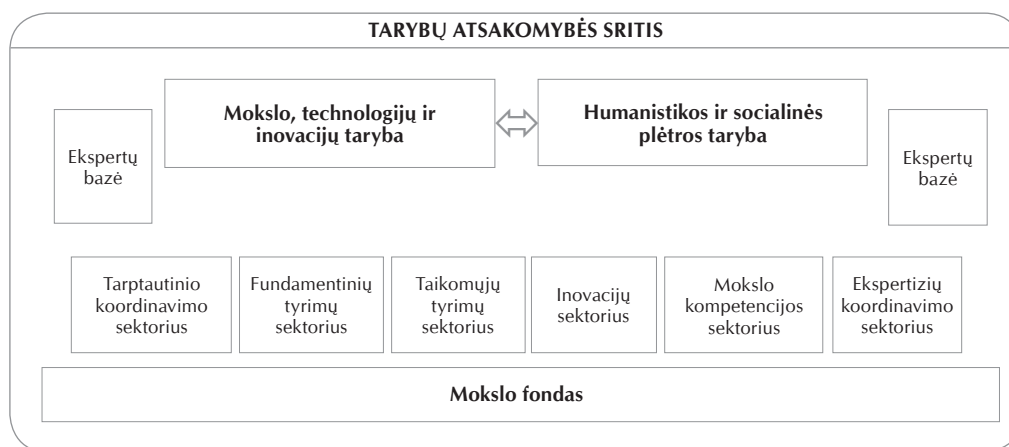 TARYBŲ ATSAKOMYBĖS SRITIS
Mokslo, technologijų ir
inovacijų taryba
Humanistikos ir socialinės
plėtros taryba
Ekspertų
bazė
Ekspertų
bazė
Tarptautinio
koordinavimo
sektorius
Fundamentinių
tyrimų
sektorius
Taikomųjų
tyrimų
sektorius
Inovacijų
sektorius
Mokslo
kompetencijos
sektorius
Ekspertizių
koordinavimo
sektorius
Mokslo fondas